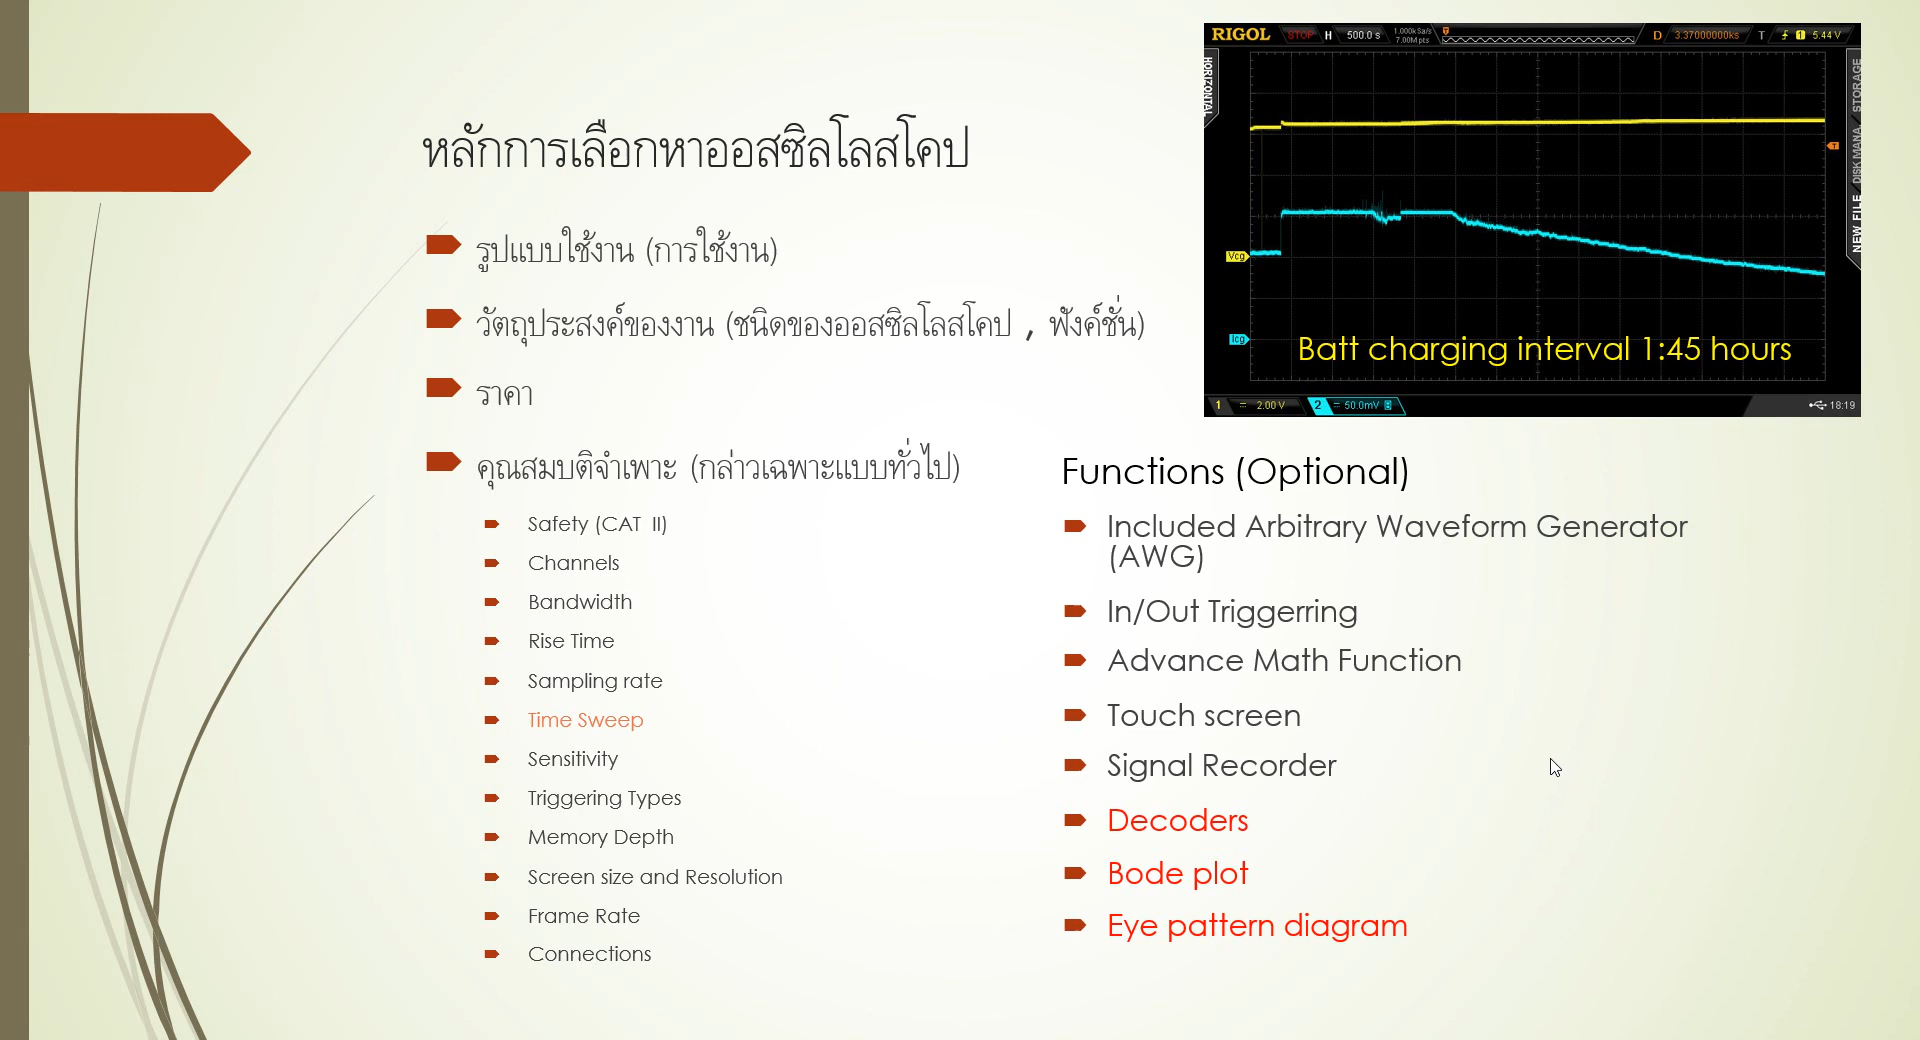 หลักการเลือกหาออสซิลโลสโคป
รูปแบบใช้งาน (การใช้งาน)
วัตถุประสงค์ของงาน (ชนิดของออสซิลโลสโคป , ฟังค์ชั่น)
ราคา
คุณสมบติจำเพาะ (กล่าวเฉพาะแบบทั่วไป)
Safety (CAT II)
Channels
Bandwidth
Rise Time
Sampling rate
Time Sweep
Sensitivity
Triggering Types
Memory Depth
Screen size and Resolution
Frame Rate
Connections
RIGOL STOP H 500.0 s 1.000kSa/s 7.00M pts D 3.37000000ks T 1 5.44 V
HORIZONTAL
STORAGE
DISK MANA.
NEW FILE
T
Vcg
Icg
Batt charging interval 1:45 hours
1 = 2.00 V 2 = 50.0mV 18:19
Functions (Optional)
Included Arbitrary Waveform Generator
(AWG)
In/Out Triggerring
Advance Math Function
Touch screen
Signal Recorder
Decoders
Bode plot
Eye pattern diagram